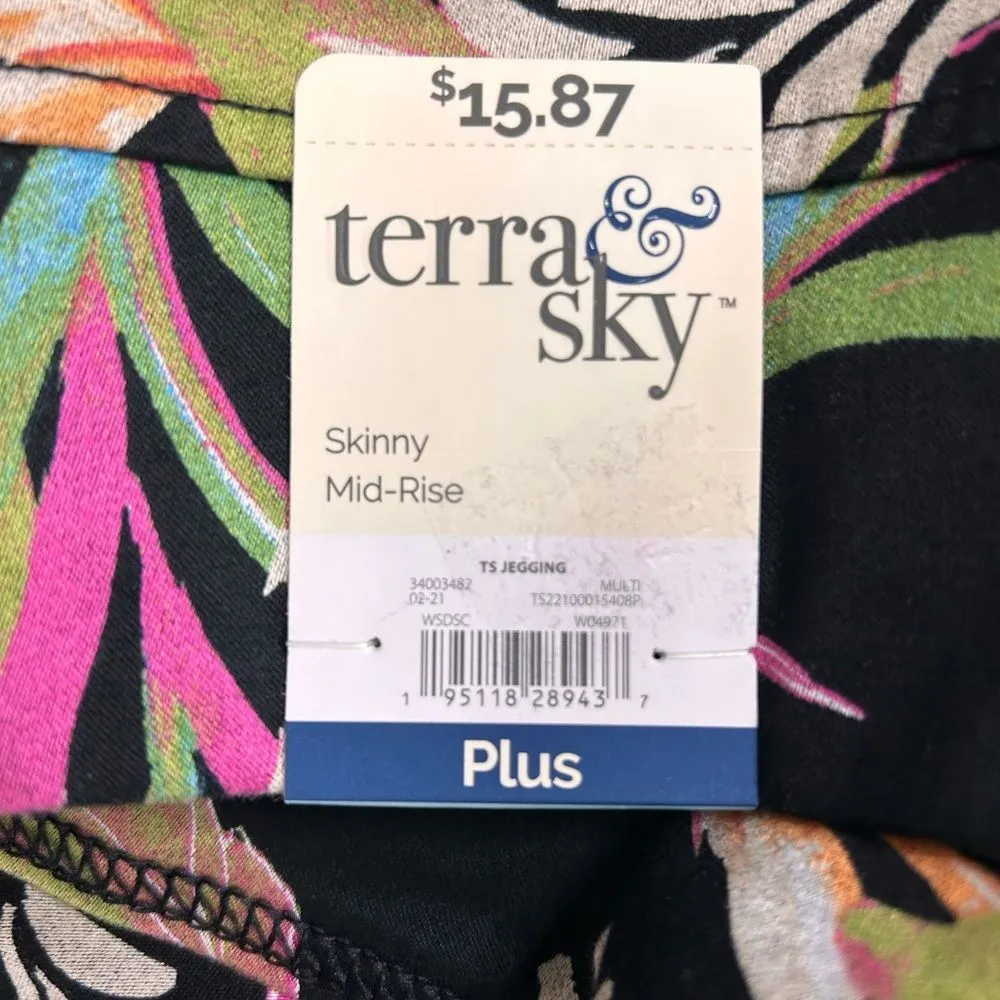 $15.87
terra &
sky™
Skinny
Mid-Rise
TS JEGGING
34003482 MULTI
02-21 TS22100015408P
WSDSC W04971
1 95118 28943 7
Plus